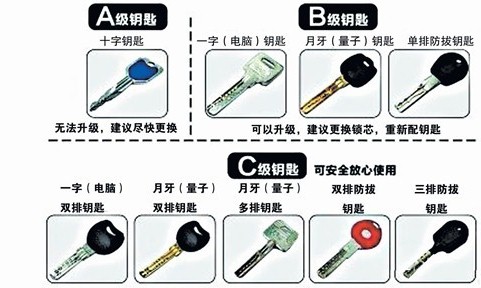 A级钥匙
十字钥匙
无法升级，建议尽快更换
B级钥匙
一字（电脑）钥匙 月牙（量子）钥匙 单排防拔钥匙
可以升级，建议更换锁芯，重新配钥匙
C级钥匙 可安全放心使用
一字（电脑） 月牙（量子） 月牙（量子） 双排防拔 三排防拔
双排钥匙 双排钥匙 多排钥匙 钥匙 钥匙